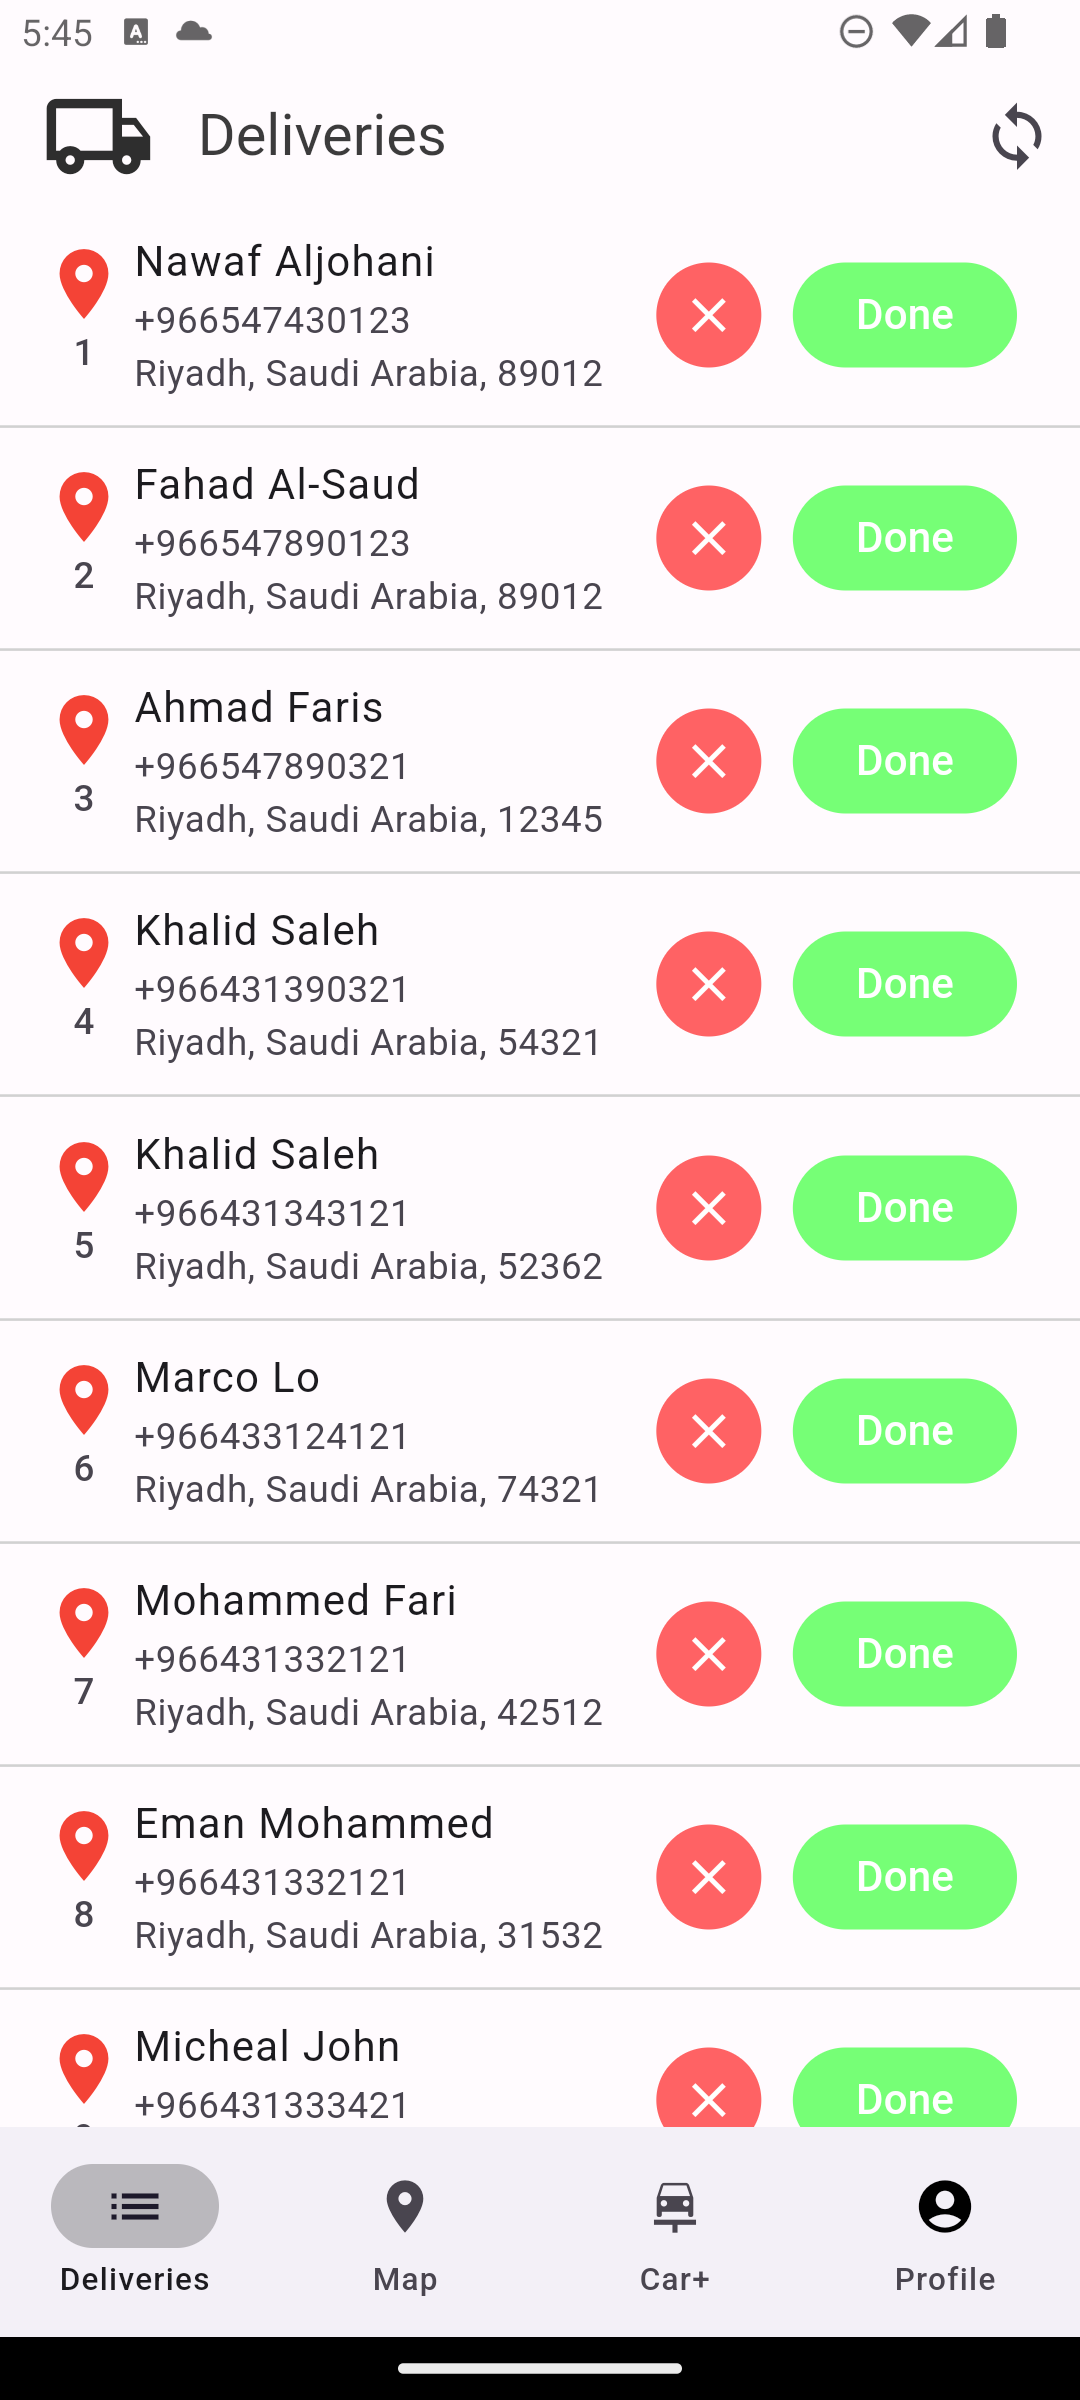 5:45
Deliveries
Nawaf Aljohani
+966547430123
Riyadh, Saudi Arabia, 89012
1
Done
Fahad Al-Saud
+966547890123
Riyadh, Saudi Arabia, 89012
2
Done
Ahmad Faris
+966547890321
Riyadh, Saudi Arabia, 12345
3
Done
Khalid Saleh
+966431390321
Riyadh, Saudi Arabia, 54321
4
Done
Khalid Saleh
+966431343121
Riyadh, Saudi Arabia, 52362
5
Done
Marco Lo
+966433124121
Riyadh, Saudi Arabia, 74321
6
Done
Mohammed Fari
+966431332121
Riyadh, Saudi Arabia, 42512
7
Done
Eman Mohammed
+966431332121
Riyadh, Saudi Arabia, 31532
8
Done
Micheal John
+966431333421
Done
Deliveries
Map
Car+
Profile